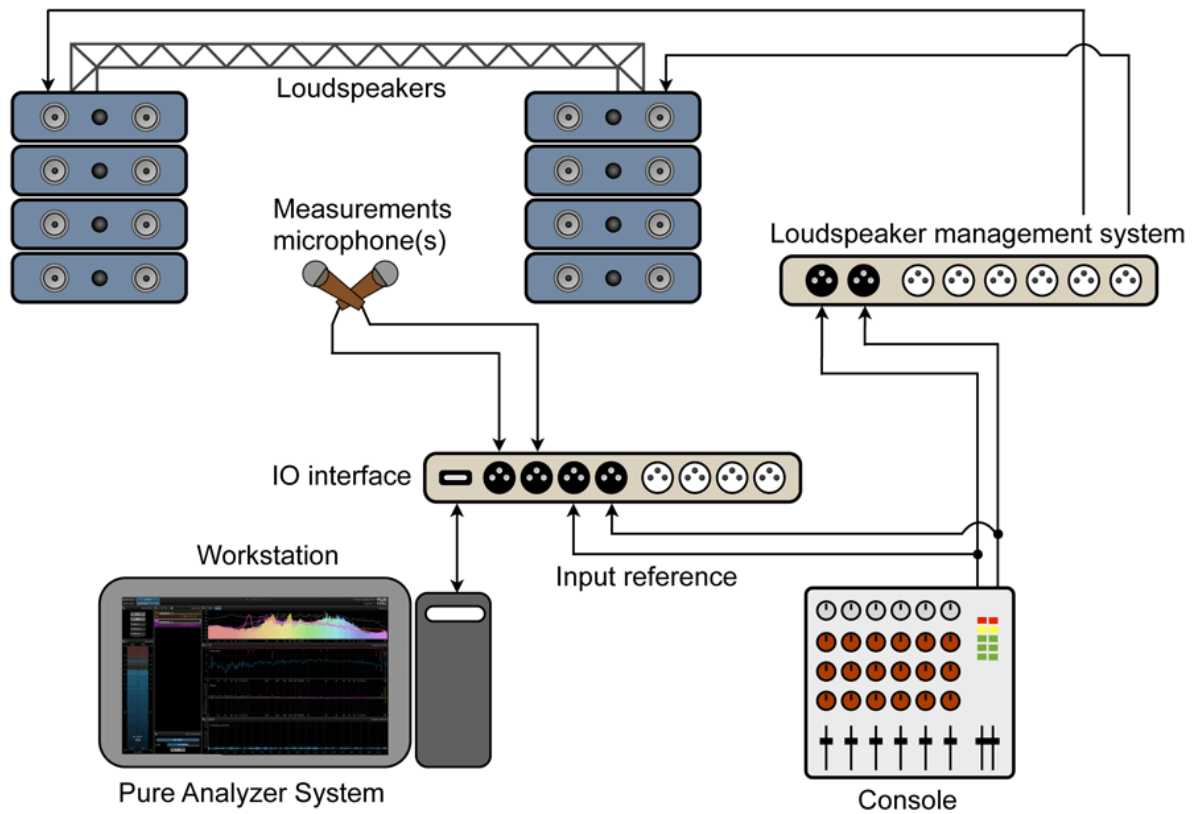 Loudspeakers
Measurements
microphone(s)
Loudspeaker management system
IO interface
Workstation
Input reference
Pure Analyzer System
Console